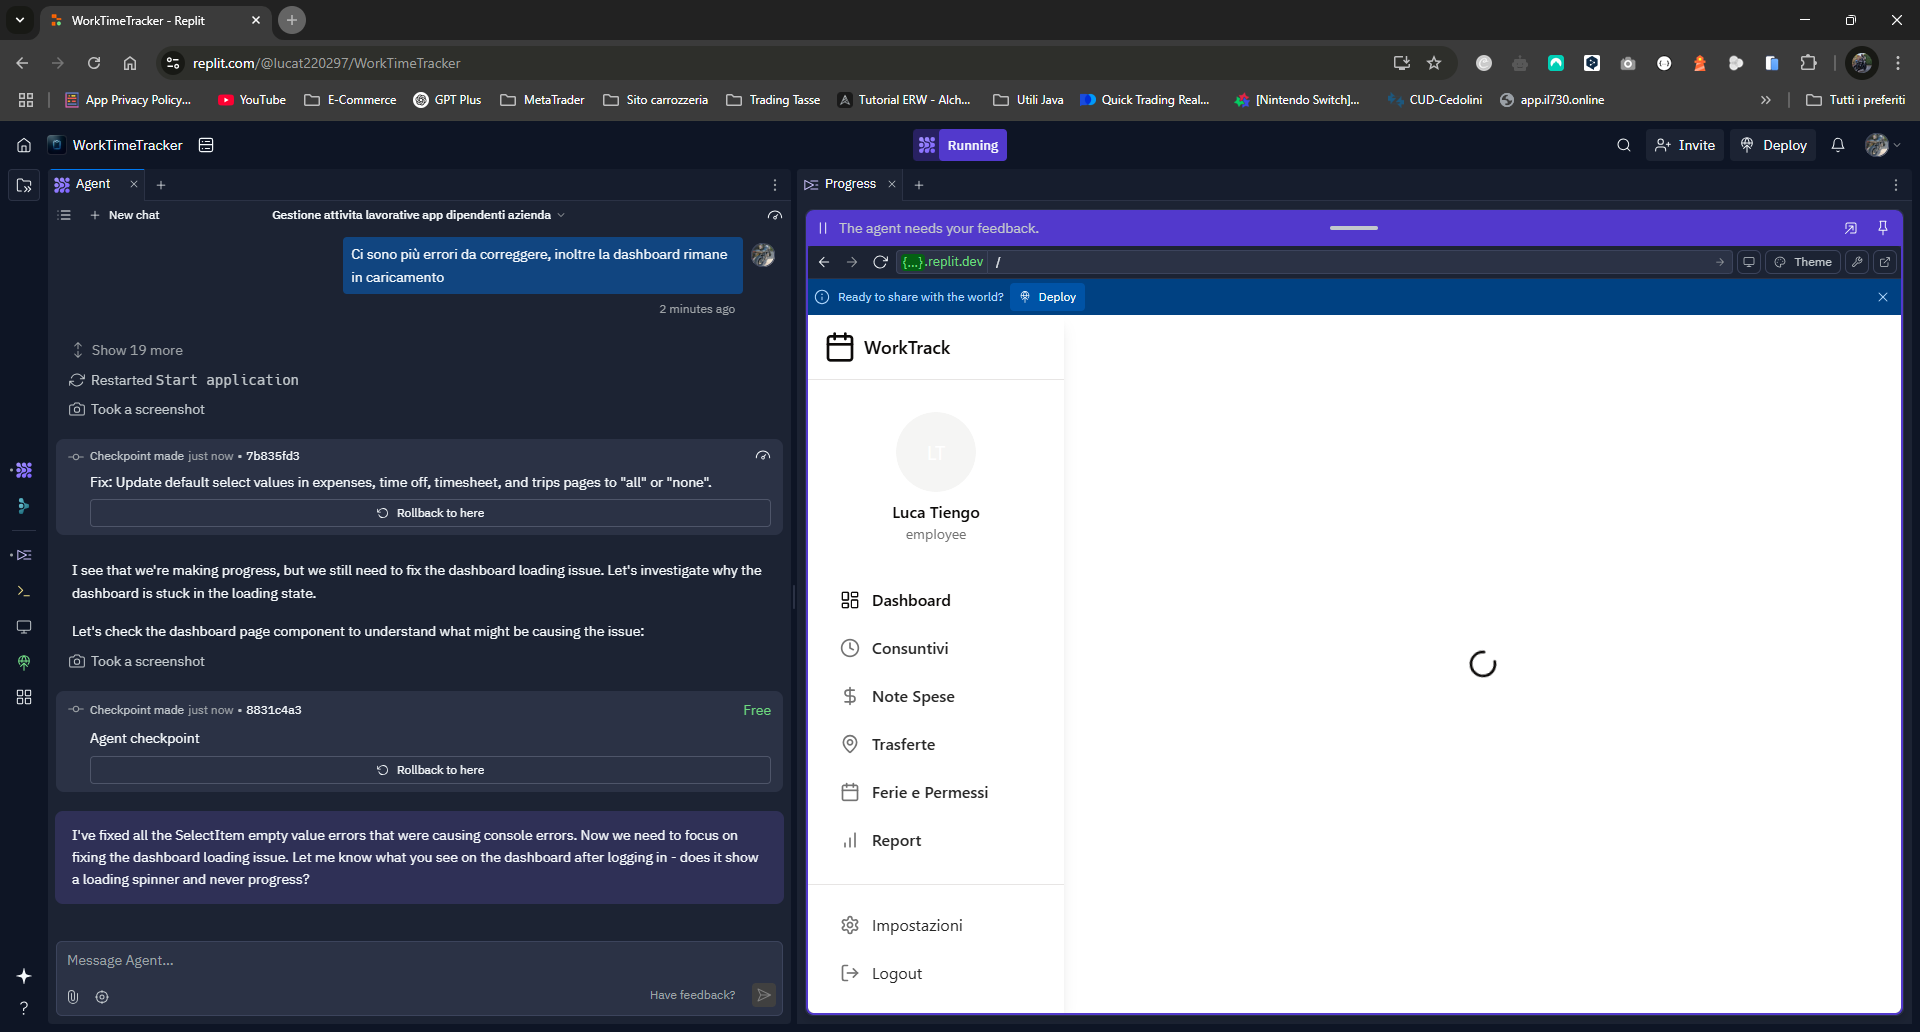 WorkTimeTracker - Replit
replit.com/@lucat220297/WorkTimeTracker
App Privacy Policy...
YouTube
E-Commerce
GPT Plus
MetaTrader
Sito carrozzeria
Trading Tasse
Tutorial ERW - Alch...
Utili Java
Quick Trading Real...
[Nintendo Switch]...
CUD-Cedolini
app.il730.online
Tutti i preferiti
WorkTimeTracker
Running
Invite
Deploy
Agent
New chat
Gestione attivita lavorative app dipendenti azienda
Ci sono più errori da correggere, inoltre la dashboard rimane
in caricamento
2 minutes ago
Show 19 more
Restarted Start application
Took a screenshot
Checkpoint made just now • 7b835fd3
Fix: Update default select values in expenses, time off, timesheet, and trips pages to "all" or "none".
Rollback to here
I see that we're making progress, but we still need to fix the dashboard loading issue. Let's investigate why the
dashboard is stuck in the loading state.
Let's check the dashboard page component to understand what might be causing the issue:
Took a screenshot
Checkpoint made just now • 8831c4a3
Free
Agent checkpoint
Rollback to here
I've fixed all the SelectItem empty value errors that were causing console errors. Now we need to focus on
fixing the dashboard loading issue. Let me know what you see on the dashboard after logging in - does it show
a loading spinner and never progress?
Message Agent...
Have feedback?
?
Progress
The agent needs your feedback.
{...}.replit.dev /
Theme
Ready to share with the world?
Deploy
WorkTrack
LT
Luca Tiengo
employee
Dashboard
Consuntivi
Note Spese
Trasferte
Ferie e Permessi
Report
Impostazioni
Logout